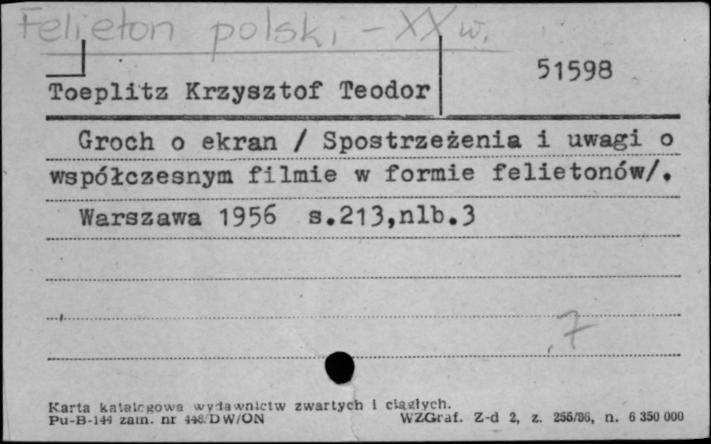 Felieton polski, - XX w.
51598
Toeplitz Krzysztof Teodor
Groch o ekran / Spostrzeżenia i uwagi o
współczesnym filmie w formie felietonów/.
Warszawa 1956 s.213,nlb.3
7
Karta katalogowa wydawnictw zwartych i ciągłych.
Pu-B-144 zam. nr 448/DW/ON
WZGraf. Z-d 2, z. 255/86, n. 6 350 000